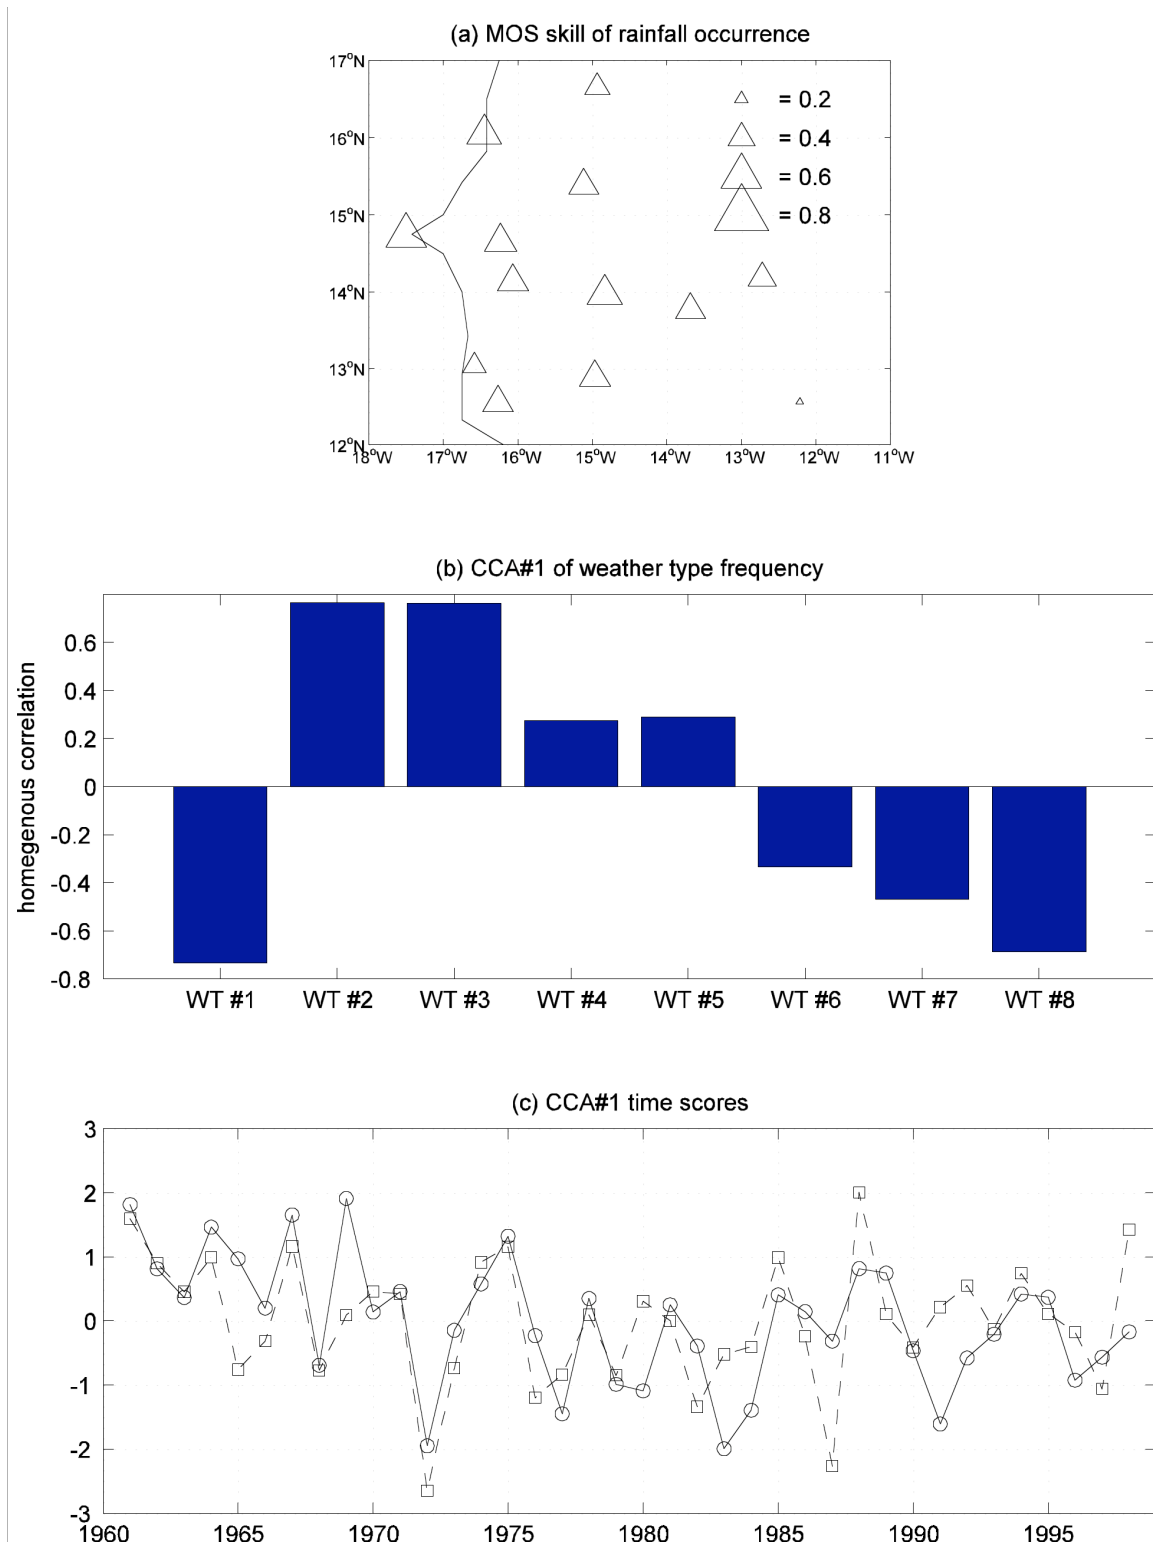 (a) MOS skill of rainfall occurrence
17°N
16°N
15°N
14°N
13°N
12°N
= 0.2
= 0.4
= 0.6
= 0.8
18°W 17°W 16°W 15°W 14°W 13°W 12°W 11°W
(b) CCA#1 of weather type frequency
homegenous correlation
0.6
0.4
0.2
0
-0.2
-0.4
-0.6
-0.8
WT #1 WT #2 WT #3 WT #4 WT #5 WT #6 WT #7 WT #8
(c) CCA#1 time scores
3
2
1
0
-1
-2
-3
1960 1965 1970 1975 1980 1985 1990 1995